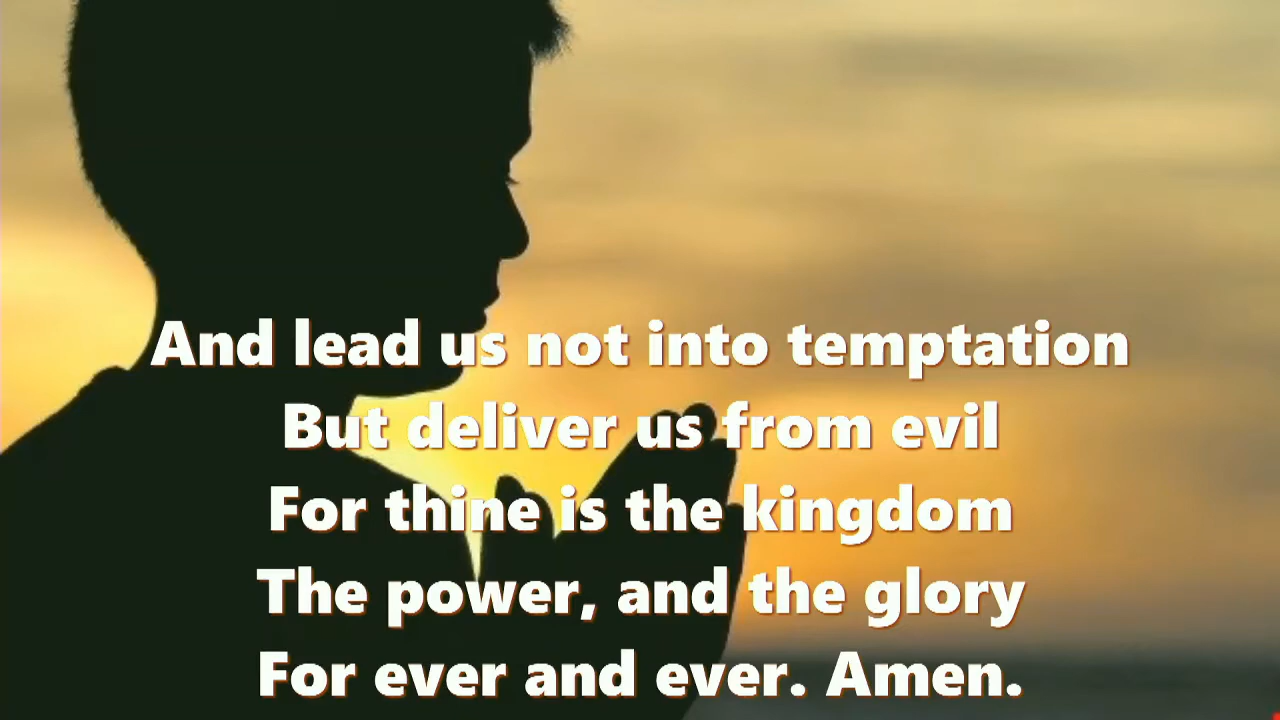 And lead us not into temptation
But deliver us from evil
For thine is the kingdom
The power, and the glory
For ever and ever. Amen.